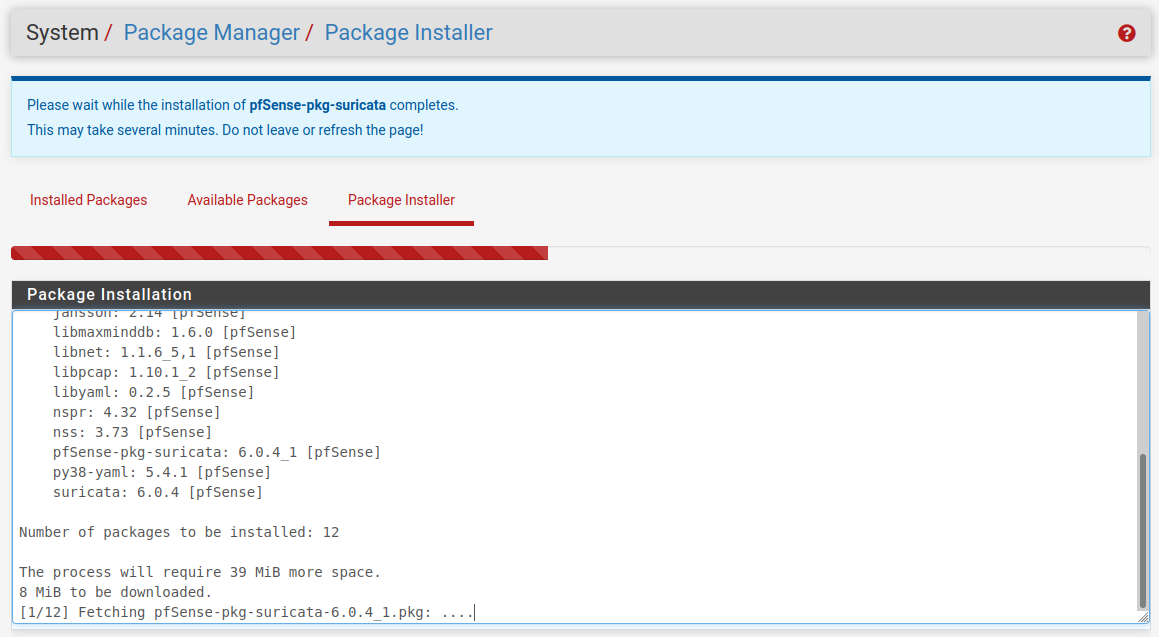 System / Package Manager / Package Installer
Please wait while the installation of pfSense-pkg-suricata completes.
This may take several minutes. Do not leave or refresh the page!
Installed Packages Available Packages Package Installer
Package Installation
jansson: 2.14 [pfSense]
libmaxminddb: 1.6.0 [pfSense]
libnet: 1.1.6_5,1 [pfSense]
libpcap: 1.10.1_2 [pfSense]
libyaml: 0.2.5 [pfSense]
nspr: 4.32 [pfSense]
nss: 3.73 [pfSense]
pfSense-pkg-suricata: 6.0.4_1 [pfSense]
py38-yaml: 5.4.1 [pfSense]
suricata: 6.0.4 [pfSense]
Number of packages to be installed: 12
The process will require 39 MiB more space.
8 MiB to be downloaded.
[1/12] Fetching pfSense-pkg-suricata-6.0.4_1.pkg: ....